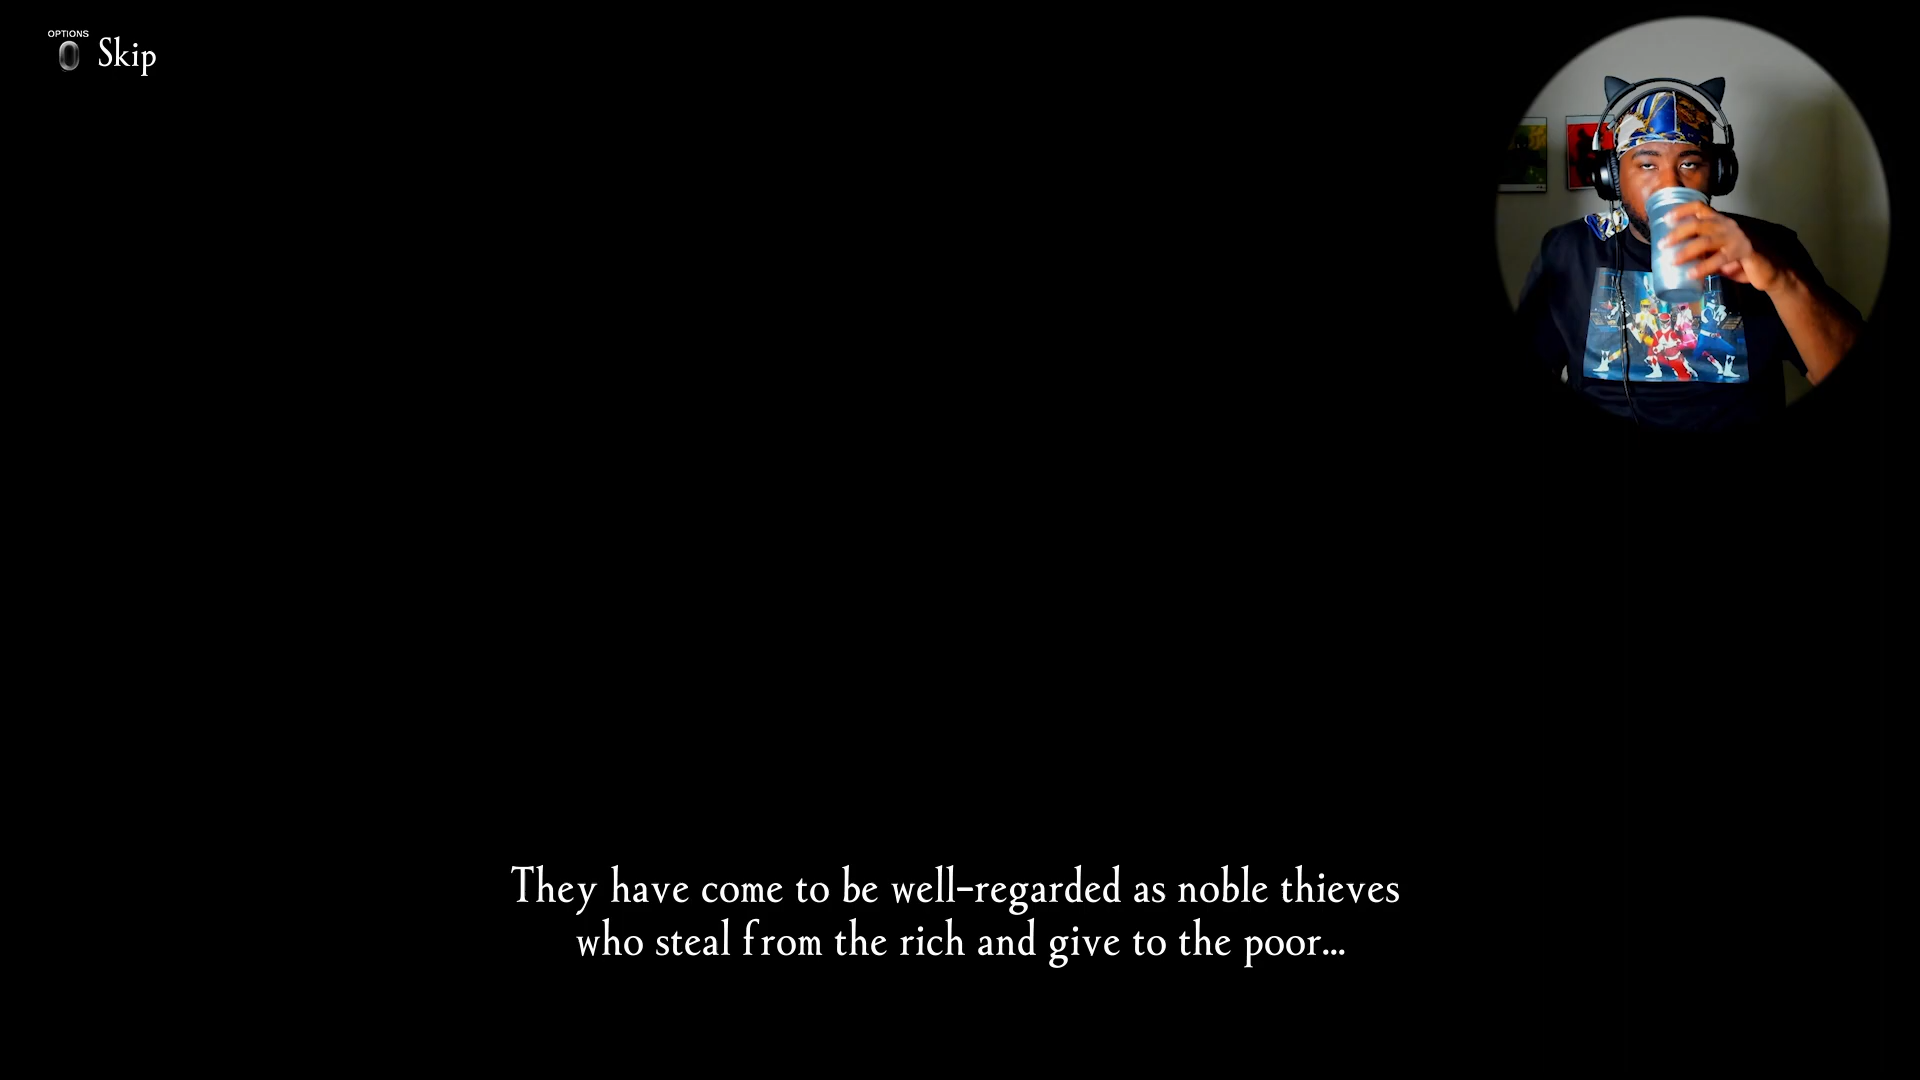 OPTIONS
Skip
They have come to be well-regarded as noble thieves
who steal from the rich and give to the poor...